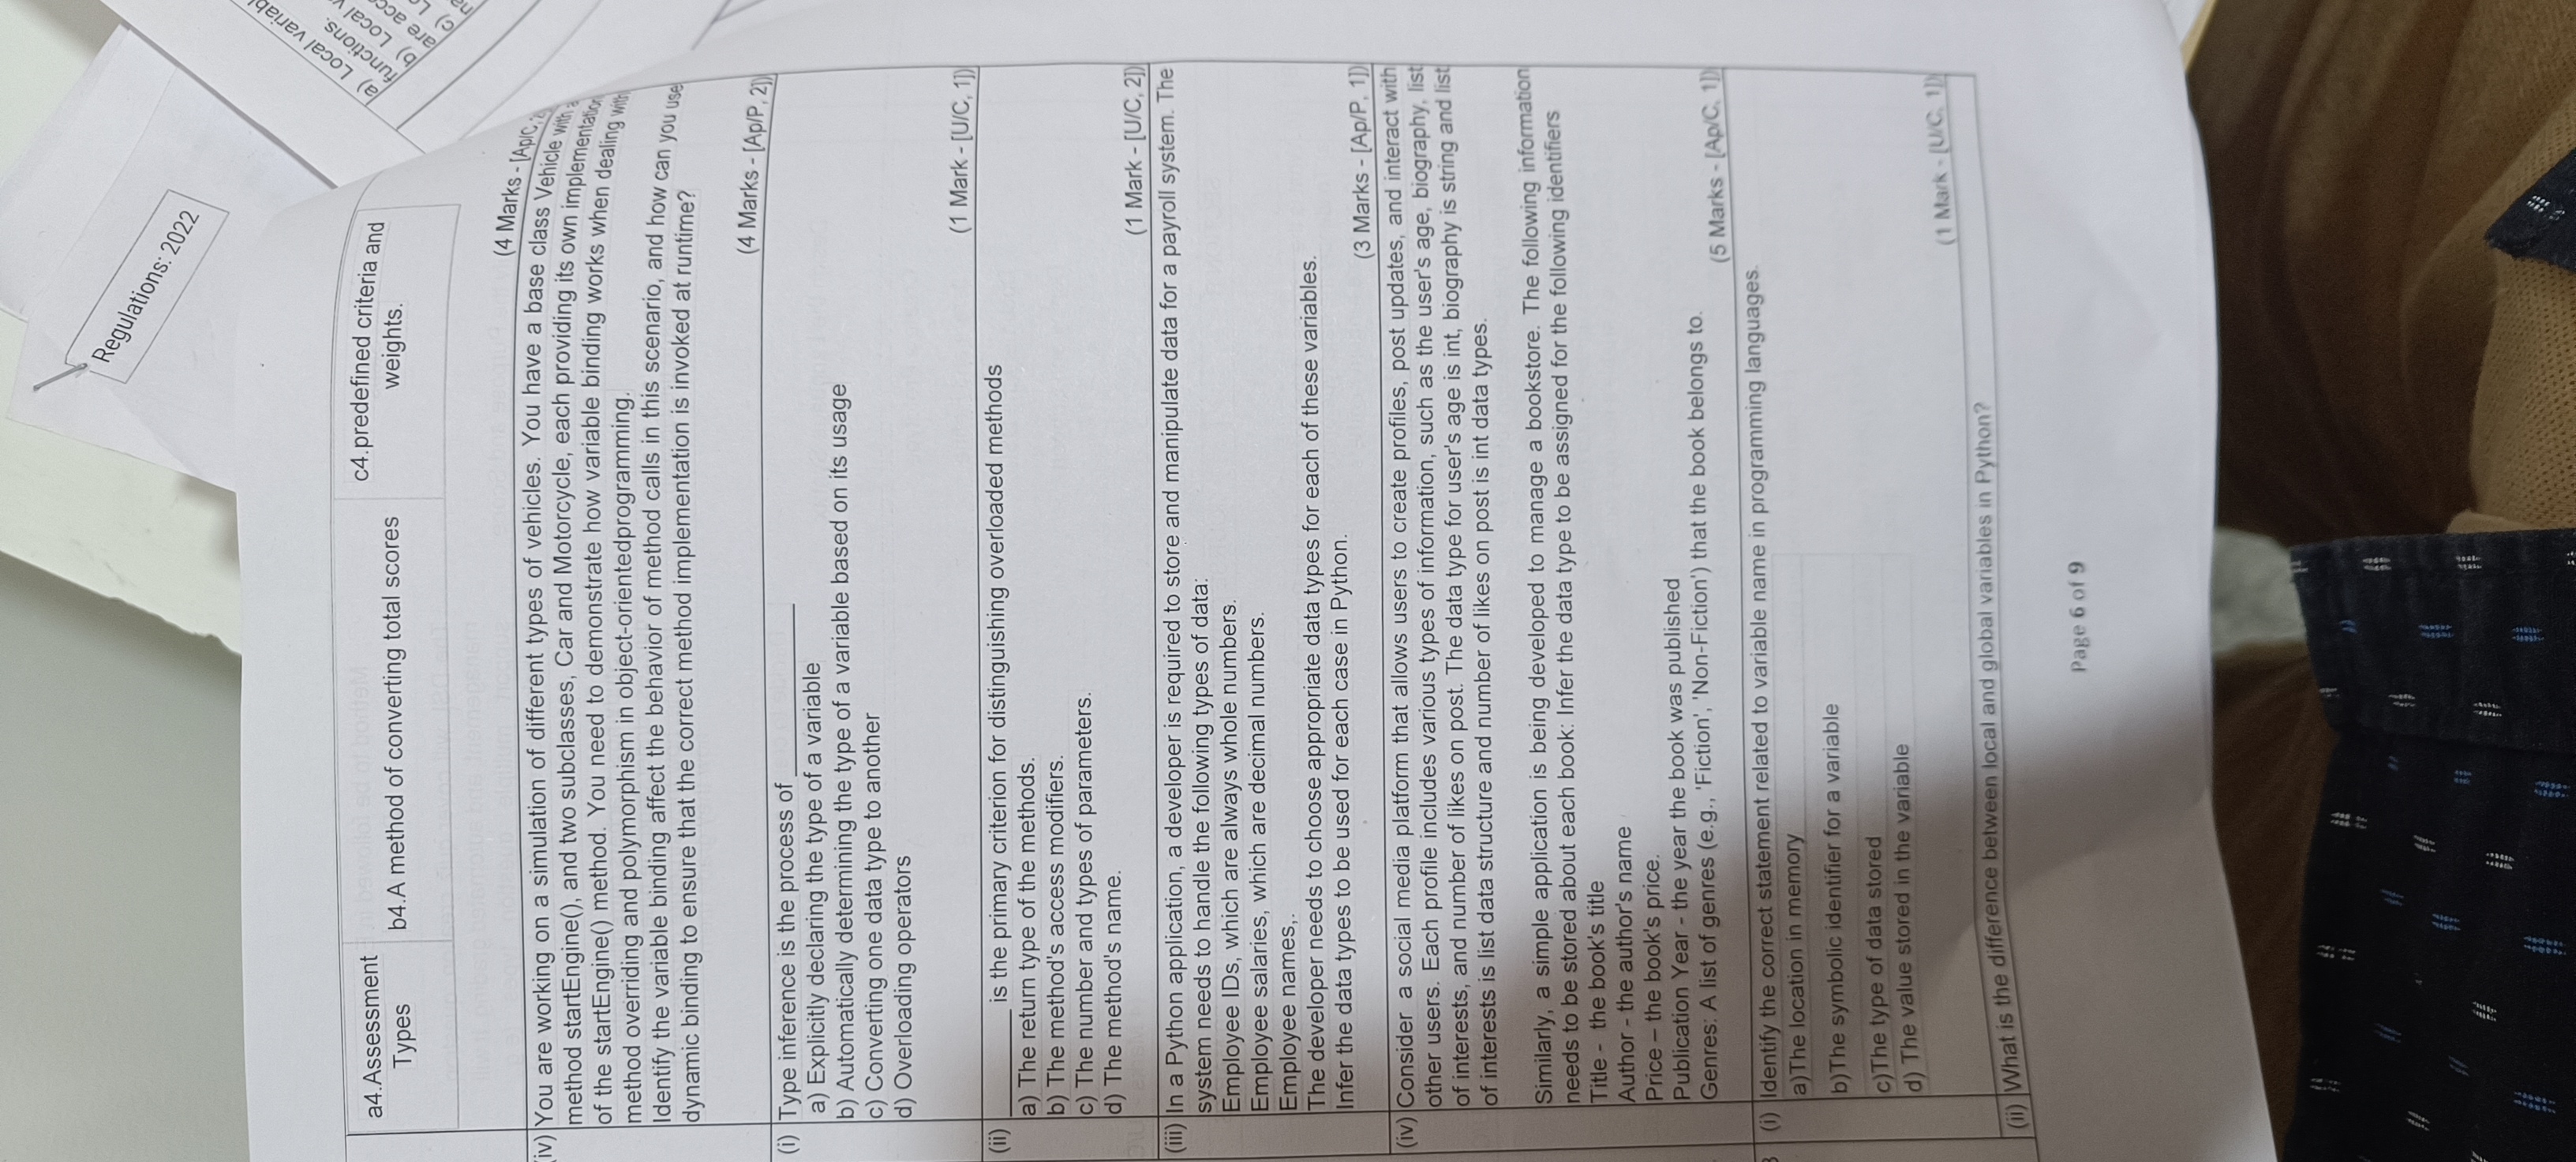 Regulations: 2022
a) Local
functions.
b) Local
are
c)
a4.Assessment Types
b4.A method of converting total scores
c4.predefined criteria and weights.
(4 Marks - [Ap/C,
iv) You are working on a simulation of different types of vehicles. You have a base class Vehicle with a
method startEngine(), and two subclasses, Car and Motorcycle, each providing its own implementation
of the startEngine() method. You need to demonstrate how variable binding works when dealing with
method overriding and polymorphism in object-orientedprogramming.
Identify the variable binding affect the behavior of method calls in this scenario, and how can you use
dynamic binding to ensure that the correct method implementation is invoked at runtime?
(4 Marks - [Ap/P, 2])
(i) Type inference is the process of ________
a) Explicitly declaring the type of a variable
b) Automatically determining the type of a variable based on its usage
c) Converting one data type to another
d) Overloading operators
(1 Mark - [U/C, 1])
(ii) ________ is the primary criterion for distinguishing overloaded methods
a) The return type of the methods.
b) The method's access modifiers.
c) The number and types of parameters.
d) The method's name.
(1 Mark - [U/C, 2])
(iii) In a Python application, a developer is required to store and manipulate data for a payroll system. The
system needs to handle the following types of data:
Employee IDs, which are always whole numbers.
Employee salaries, which are decimal numbers.
Employee names,.
The developer needs to choose appropriate data types for each of these variables.
Infer the data types to be used for each case in Python.
(3 Marks - [Ap/P, 1])
(iv) Consider a social media platform that allows users to create profiles, post updates, and interact with
other users. Each profile includes various types of information, such as the user's age, biography, list
of interests, and number of likes on post. The data type for user's age is int, biography is string and list
of interests is list data structure and number of likes on post is int data types.
Similarly, a simple application is being developed to manage a bookstore. The following information
needs to be stored about each book: Infer the data type to be assigned for the following identifiers
Title - the book's title
Author - the author's name
Price – the book's price.
Publication Year - the year the book was published
Genres: A list of genres (e.g., 'Fiction', 'Non-Fiction') that the book belongs to.
(5 Marks - [Ap/C, 1])
(i) Identify the correct statement related to variable name in programming languages.
a)The location in memory
b)The symbolic identifier for a variable
c)The type of data stored
d) The value stored in the variable
(1 Mark - [U/C, 1])
(ii) What is the difference between local and global variables in Python?
Page 6 of 9